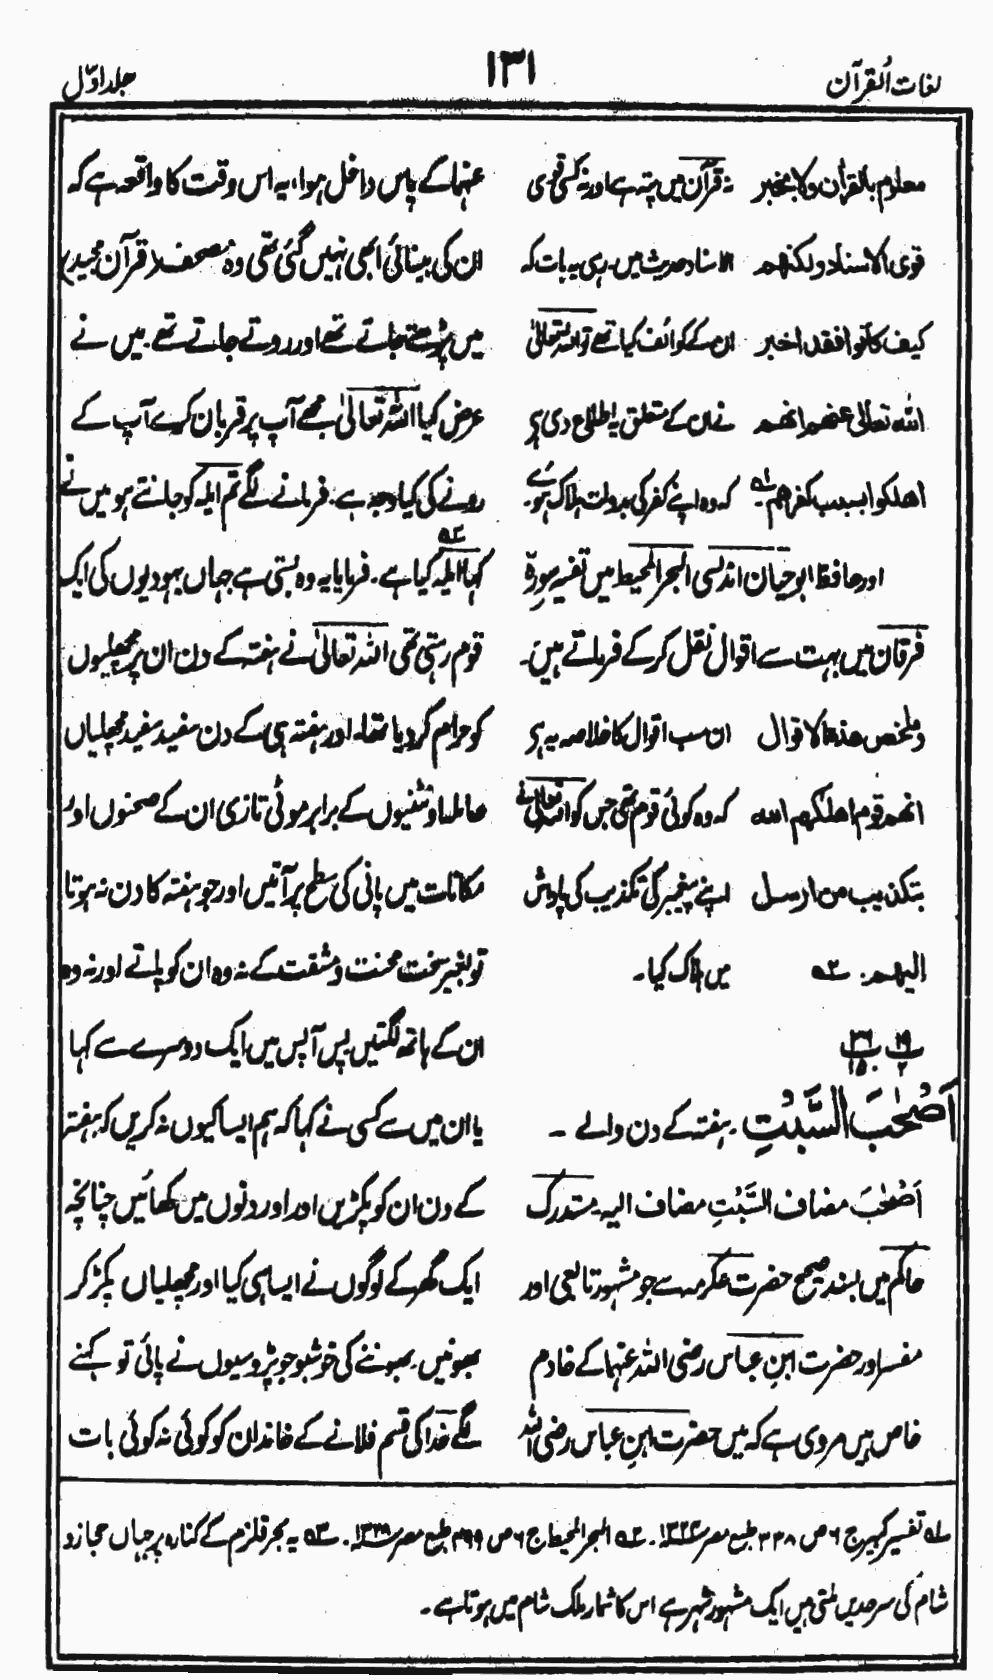 لغات القرآن
۱۳۱
جلد اوّل
معلوم بالقران ولا بخبر نہ قرآن میں پتہ ہے اور نہ کسی قوی
قوی الاسناد ولکنھم الاسناد حدیث میں۔ رہی یہ بات کہ
کیف کانوا فقد اخبر ان کے کوائف کیا تھے تو اللہ تعالیٰ
اللہ تعالی عنھم انھم نے ان کے متعلق یہ اطلاع دی ہی
اھلکوا بسبب کفرھم۔ لہ کہ وہ اپنے کفر کی بدولت ہلاک ہوئے۔
اور حافظ ابو حیان اندلسی البحر المحیط میں تفسیر سورۂ
فرقان میں بہت سے اقوال نقل کر کے فرماتے ہیں۔
وملخص ھذہ الاقوال ان سب اقوال کا خلاصہ یہ ہی
انھم قوم اھلکھم اللہ کہ وہ کوئی قوم تھی جس کو اللہ تعالیٰ نے
بتکذیب من ارسل اپنے پیغمبر کی تکذیب کی پاداش
الیھم۔ ۲ہ میں ہلاک کیا۔
۱۹ ۲۶
۲ ۱۵
اَصْحٰبَ السَّبْتِ۔ ہفتہ کے دن والے ۔
اَصْحٰبَ مضاف السَّبْتِ مضاف الیہ۔ مستدرک
حاکم میں بسند صحیح حضرت عکرمہ سے جو مشہور تابعی اور
مفسر اور حضرت ابن عباس رضی اللہ عنہما کے خادم
خاص ہیں مروی ہے کہ میں حضرت ابن عباس رضی اللہ
عنہما کے پاس داخل ہوا، یہ اس وقت کا واقعہ ہے کہ
ان کی بینائی ابھی نہیں گئی تھی وہ مصحف (قرآن مجید)
میں پڑھتے جاتے تھے اور روتے جاتے تھے۔ میں نے
عرض کیا اللہ تعالیٰ مجھے آپ پر قربان کرے آپ کے
رونے کی کیا وجہ ہے۔ فرمانے لگے تم ایلہ کو جانتے ہو میں نے
کہا ایلہ ۳ہ کیا ہے۔ فرمایا یہ وہ بستی ہے جہاں یہودیوں کی ایک
قوم رہتی تھی اللہ تعالیٰ نے ہفتہ کے دن ان پر مچھلیوں
کو حرام کر دیا تھا۔ اور ہفتہ ہی کے دن سفید سفید مچھلیاں
حاملہ اونٹنیوں کے برابر موٹی تازی ان کے صحنوں اور
مکانات میں پانی کی سطح پر آتیں اور جو ہفتہ کا دن نہ ہوتا
تو بغیر سخت محنت و مشقت کے نہ وہ ان کو پاتے اور نہ وہ
ان کے ہاتھ لگتیں پس آپس میں ایک دوسرے سے کہا
یا ان میں سے کسی نے کہا کہ ہم ایسا کیوں نہ کریں کہ ہفتہ
کے دن ان کو پکڑیں اور اور دنوں میں کھائیں چنانچہ
ایک گھر کے لوگوں نے ایسا ہی کیا اور مچھلیاں پکڑ کر
بھونیں۔ بھوننے کی خوشبو جو پڑوسیوں نے پائی تو کہنے
لگے خدا کی قسم فلانے کے خاندان کو کوئی نہ کوئی بات
لہ تفسیر کبیر ج ۶ ص ۳۳۸ طبع مصر ۱۳۲۴ھ۔ ۲ہ البحر المحیط ج ۶ ص ۴۹۹ طبع مصر ۱۳۲۸ھ۔ ۳ہ یہ بحر قلزم کے کنارہ پر جہاں حجاز و
شام کی سرحدیں ملتی ہیں ایک مشہور شہر ہے اس کا شمار ملک شام میں ہوتا ہے۔